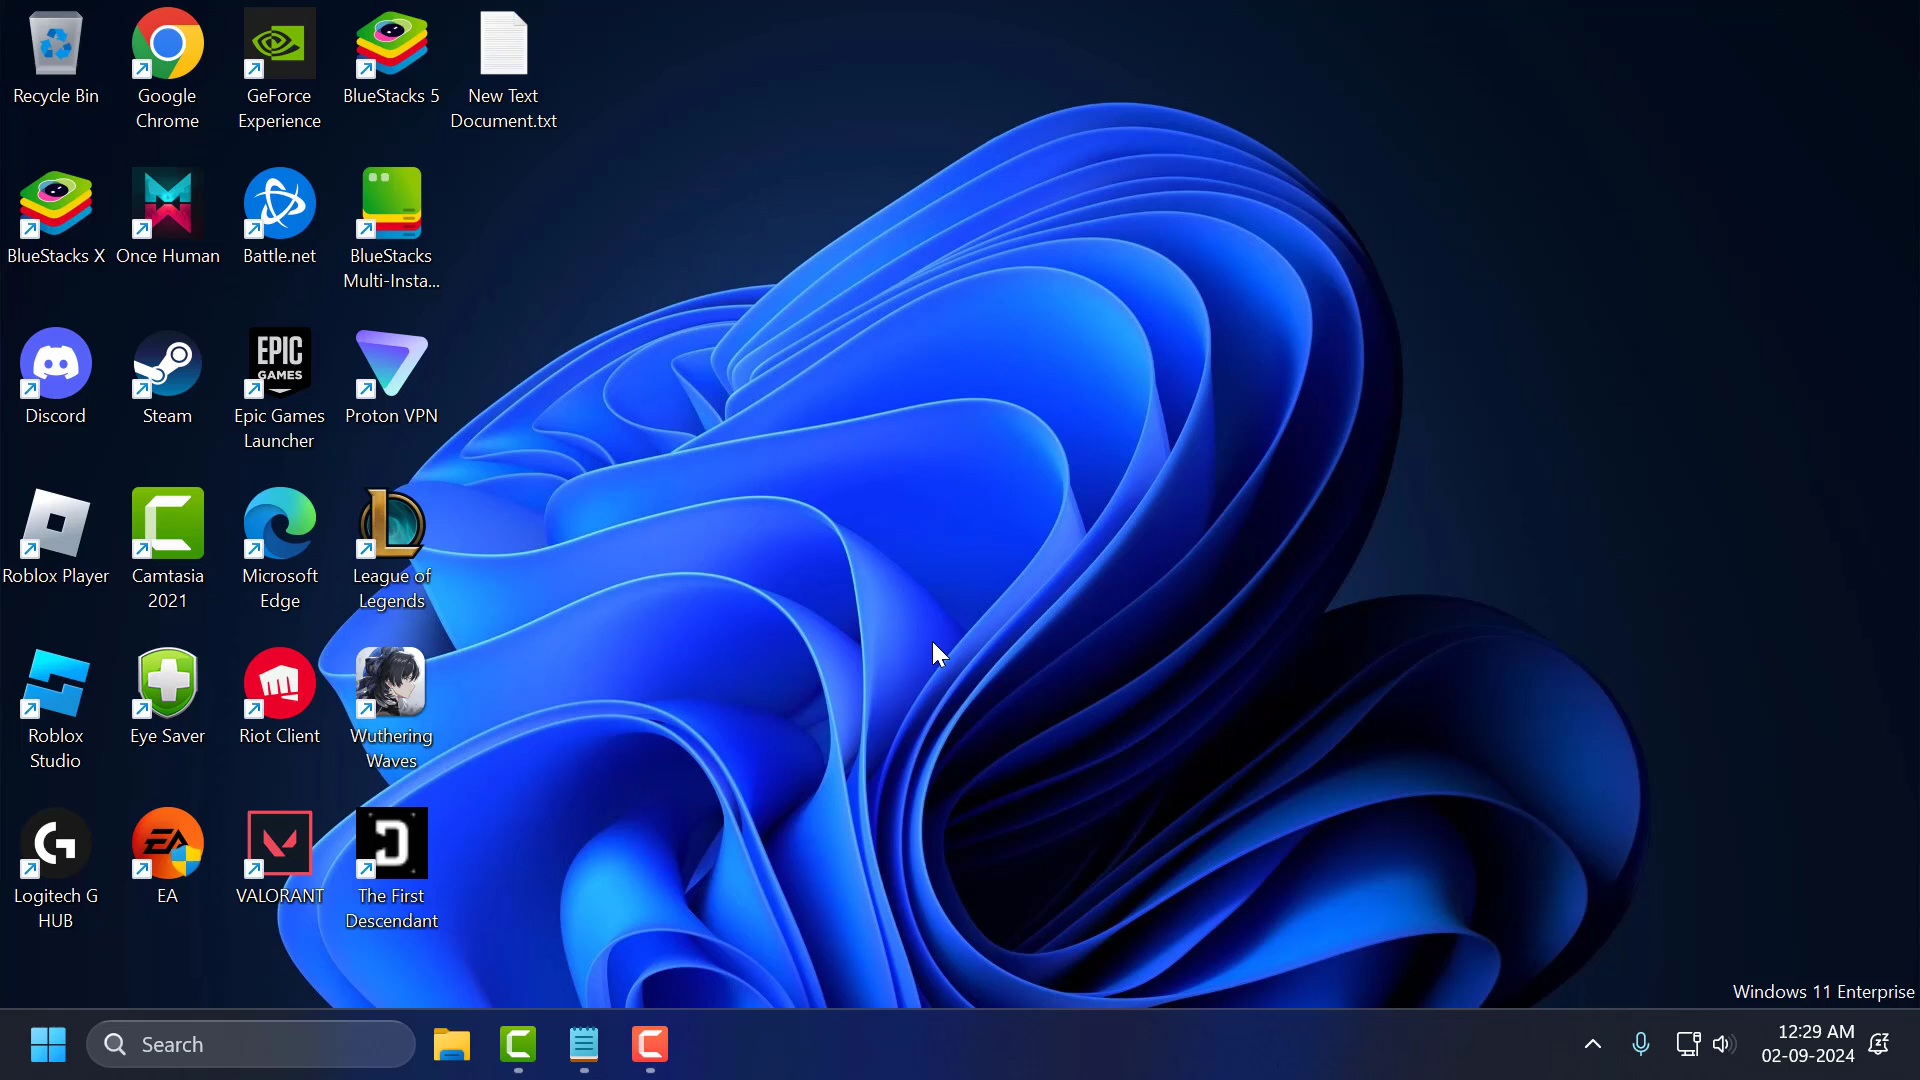 Recycle Bin
Google
Chrome
GeForce
Experience
BlueStacks 5
New Text
Document.txt
BlueStacks X
Once Human
Battle.net
BlueStacks
Multi-Insta...
Discord
Steam
EPIC
GAMES
Epic Games
Launcher
Proton VPN
Roblox Player
Camtasia
2021
Microsoft
Edge
League of
Legends
Roblox
Studio
Eye Saver
Riot Client
Wuthering
Waves
Logitech G
HUB
EA
EA
VALORANT
The First
Descendant
Windows 11 Enterprise
Search
12:29 AM
02-09-2024